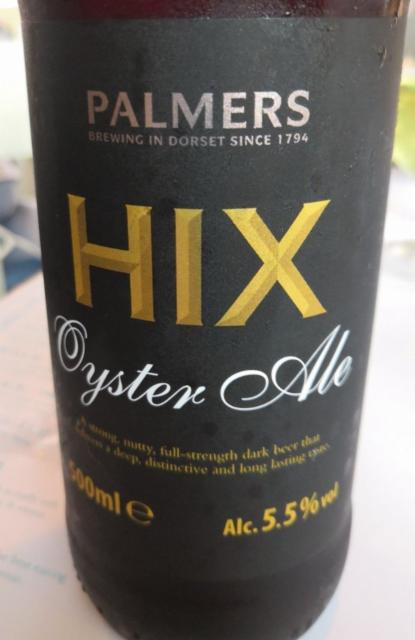 PALMERS
BREWING IN DORSET SINCE 1794
HIX
Oyster Ale
A strong, nutty, full-strength dark beer that
a deep, distinctive and long lasting
500ml e
Alc. 5.5% vol